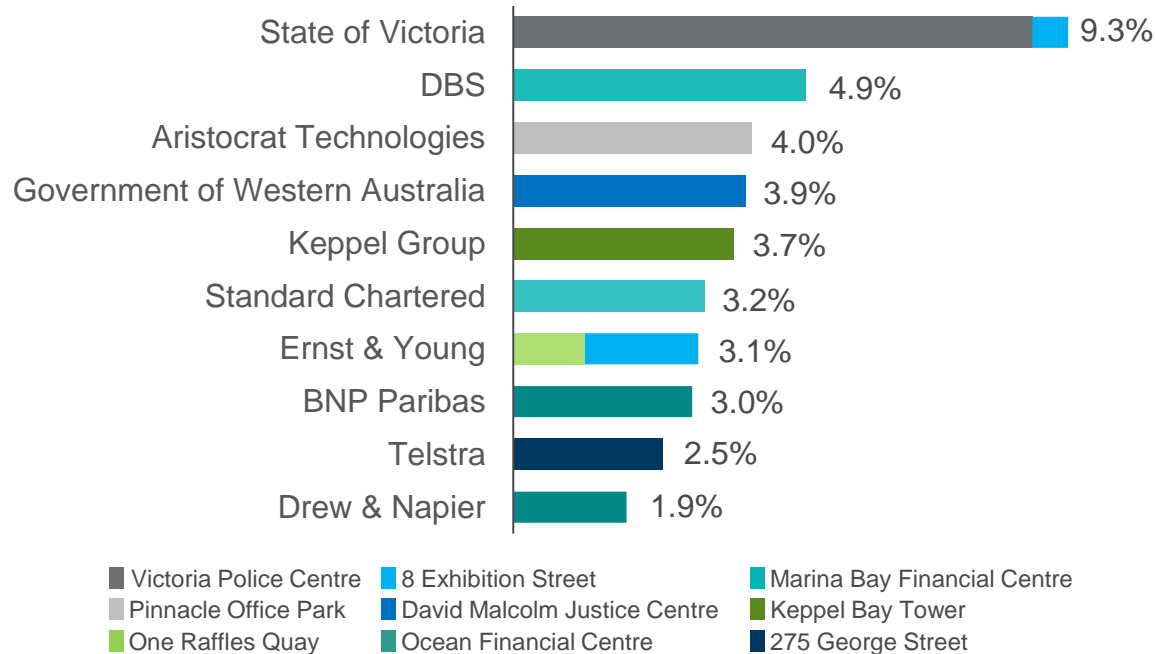 State of Victoria 9.3%
DBS 4.9%
Aristocrat Technologies 4.0%
Government of Western Australia 3.9%
Keppel Group 3.7%
Standard Chartered 3.2%
Ernst & Young 3.1%
BNP Paribas 3.0%
Telstra 2.5%
Drew & Napier 1.9%
Victoria Police Centre 8 Exhibition Street Marina Bay Financial Centre
Pinnacle Office Park David Malcolm Justice Centre Keppel Bay Tower
One Raffles Quay Ocean Financial Centre 275 George Street